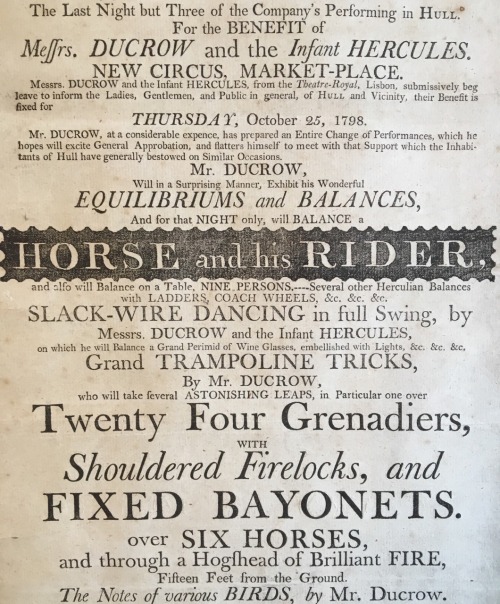 The Last Night but Three of the Company's Performing in HULL.
For the BENEFIT of
Meſſrs. DUCROW and the Infant HERCULES.
NEW CIRCUS, MARKET-PLACE.
Messrs. DUCROW and the Infant HERCULES, from the Theatre-Royal, Lisbon, submissively beg
leave to inform the Ladies, Gentlemen, and Public in general, of HULL and Vicinity, their Benefit is
fixed for
THURSDAY, October 25, 1798.
Mr. DUCROW, at a considerable expence, has prepared an Entire Change of Performances, which he
hopes will excite General Approbation, and flatters himself to meet with that Support which the Inhabi-
tants of Hull have generally bestowed on Similar Occasions.
Mr. DUCROW,
Will in a Surprising Manner, Exhibit his Wonderful
EQUILIBRIUMS and BALANCES,
And for that NIGHT only, will BALANCE a
HORSE and his RIDER,
and alſo will Balance on a Table, NINE PERSONS.----Several other Herculian Balances
with LADDERS, COACH WHEELS, &c. &c. &c.
SLACK-WIRE DANCING in full Swing, by
Messrs. DUCROW and the Infant HERCULES,
on which he will Balance a Grand Perimid of Wine Glasses, embellished with Lights, &c. &c. &c.
Grand TRAMPOLINE TRICKS,
By Mr. DUCROW,
who will take ſeveral ASTONISHING LEAPS, in Particular one over
Twenty Four Grenadiers,
WITH
Shouldered Firelocks, and
FIXED BAYONETS.
over SIX HORSES,
and through a Hogſhead of Brilliant FIRE,
Fifteen Feet from the Ground.
The Notes of various BIRDS, by Mr. Ducrow.